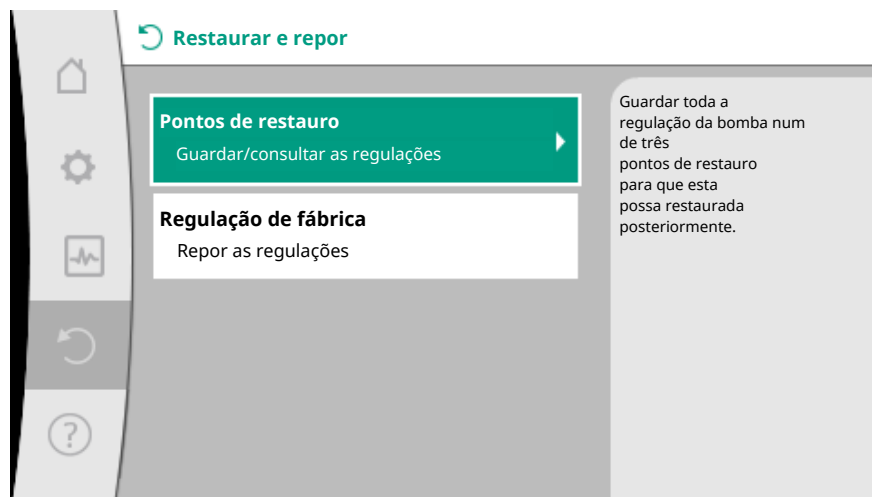 Restaurar e repor
Pontos de restauro
Guardar/consultar as regulações
Regulação de fábrica
Repor as regulações
Guardar toda a
regulação da bomba num
de três
pontos de restauro
para que esta
possa restaurada
posteriormente.
?